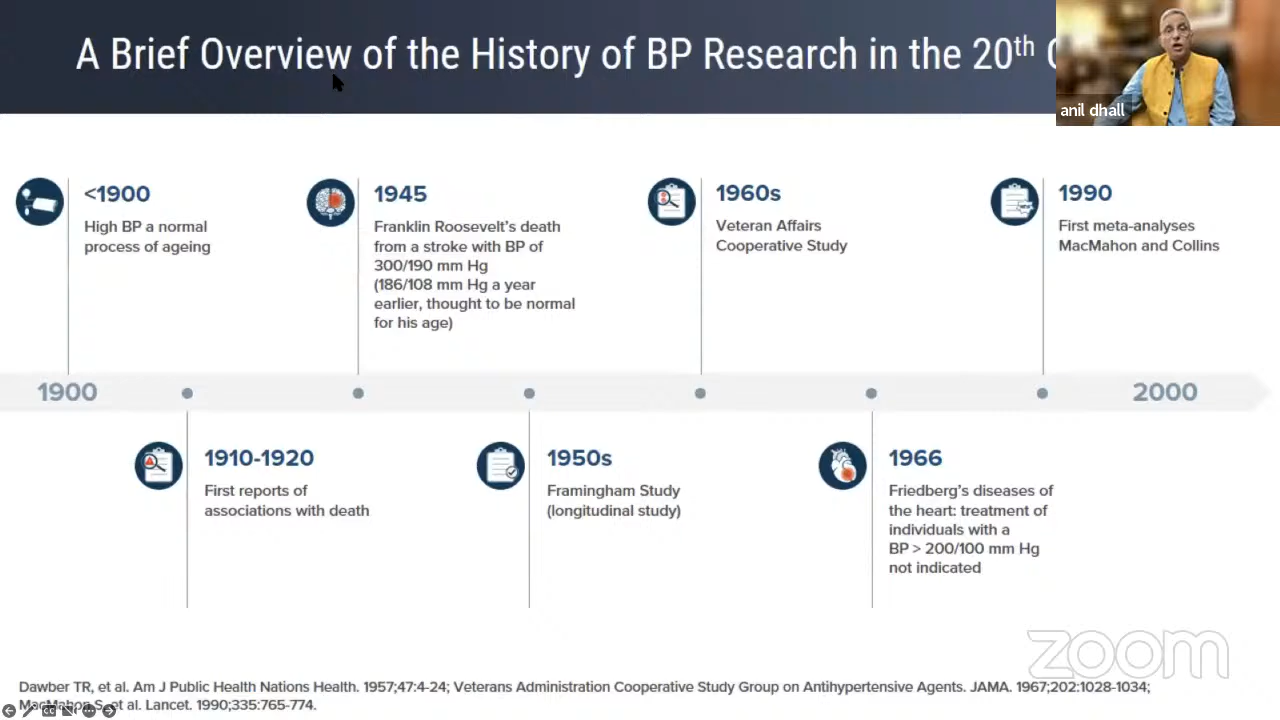 A Brief Overview of the History of BP Research in the 20th
anil dhall
<1900
High BP a normal
process of ageing
1945
Franklin Roosevelt's death
from a stroke with BP of
300/190 mm Hg
(186/108 mm Hg a year
earlier, thought to be normal
for his age)
1960s
Veteran Affairs
Cooperative Study
1990
First meta-analyses
MacMahon and Collins
1900
2000
1910-1920
First reports of
associations with death
1950s
Framingham Study
(longitudinal study)
1966
Friedberg's diseases of
the heart: treatment of
individuals with a
BP > 200/100 mm Hg
not indicated
zoom
Dawber TR, et al. Am J Public Health Nations Health. 1957;47:4-24; Veterans Administration Cooperative Study Group on Antihypertensive Agents. JAMA. 1967;202:1028-1034;
MacMahon S, et al. Lancet. 1990;335:765-774.